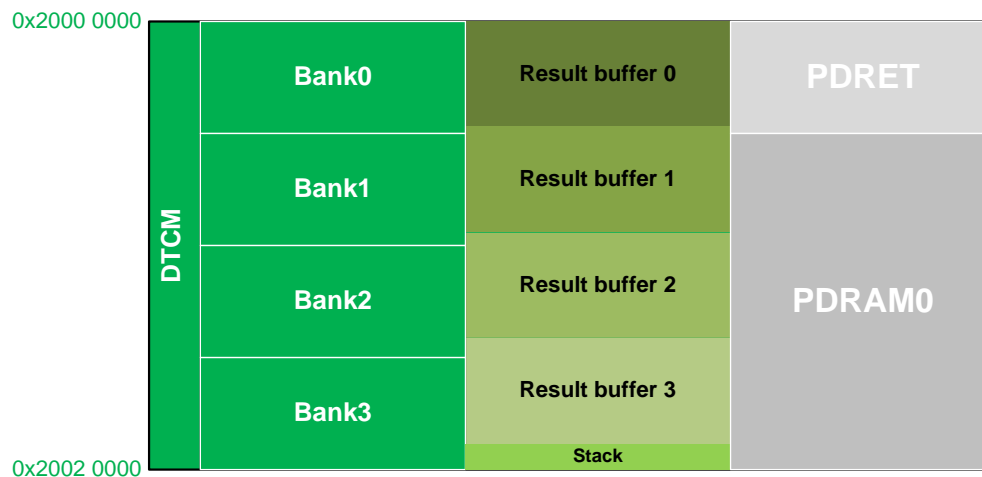 0x2000 0000
DTCM
Bank0
Bank1
Bank2
Bank3
Result buffer 0
Result buffer 1
Result buffer 2
Result buffer 3
Stack
PDRET
PDRAM0
0x2002 0000